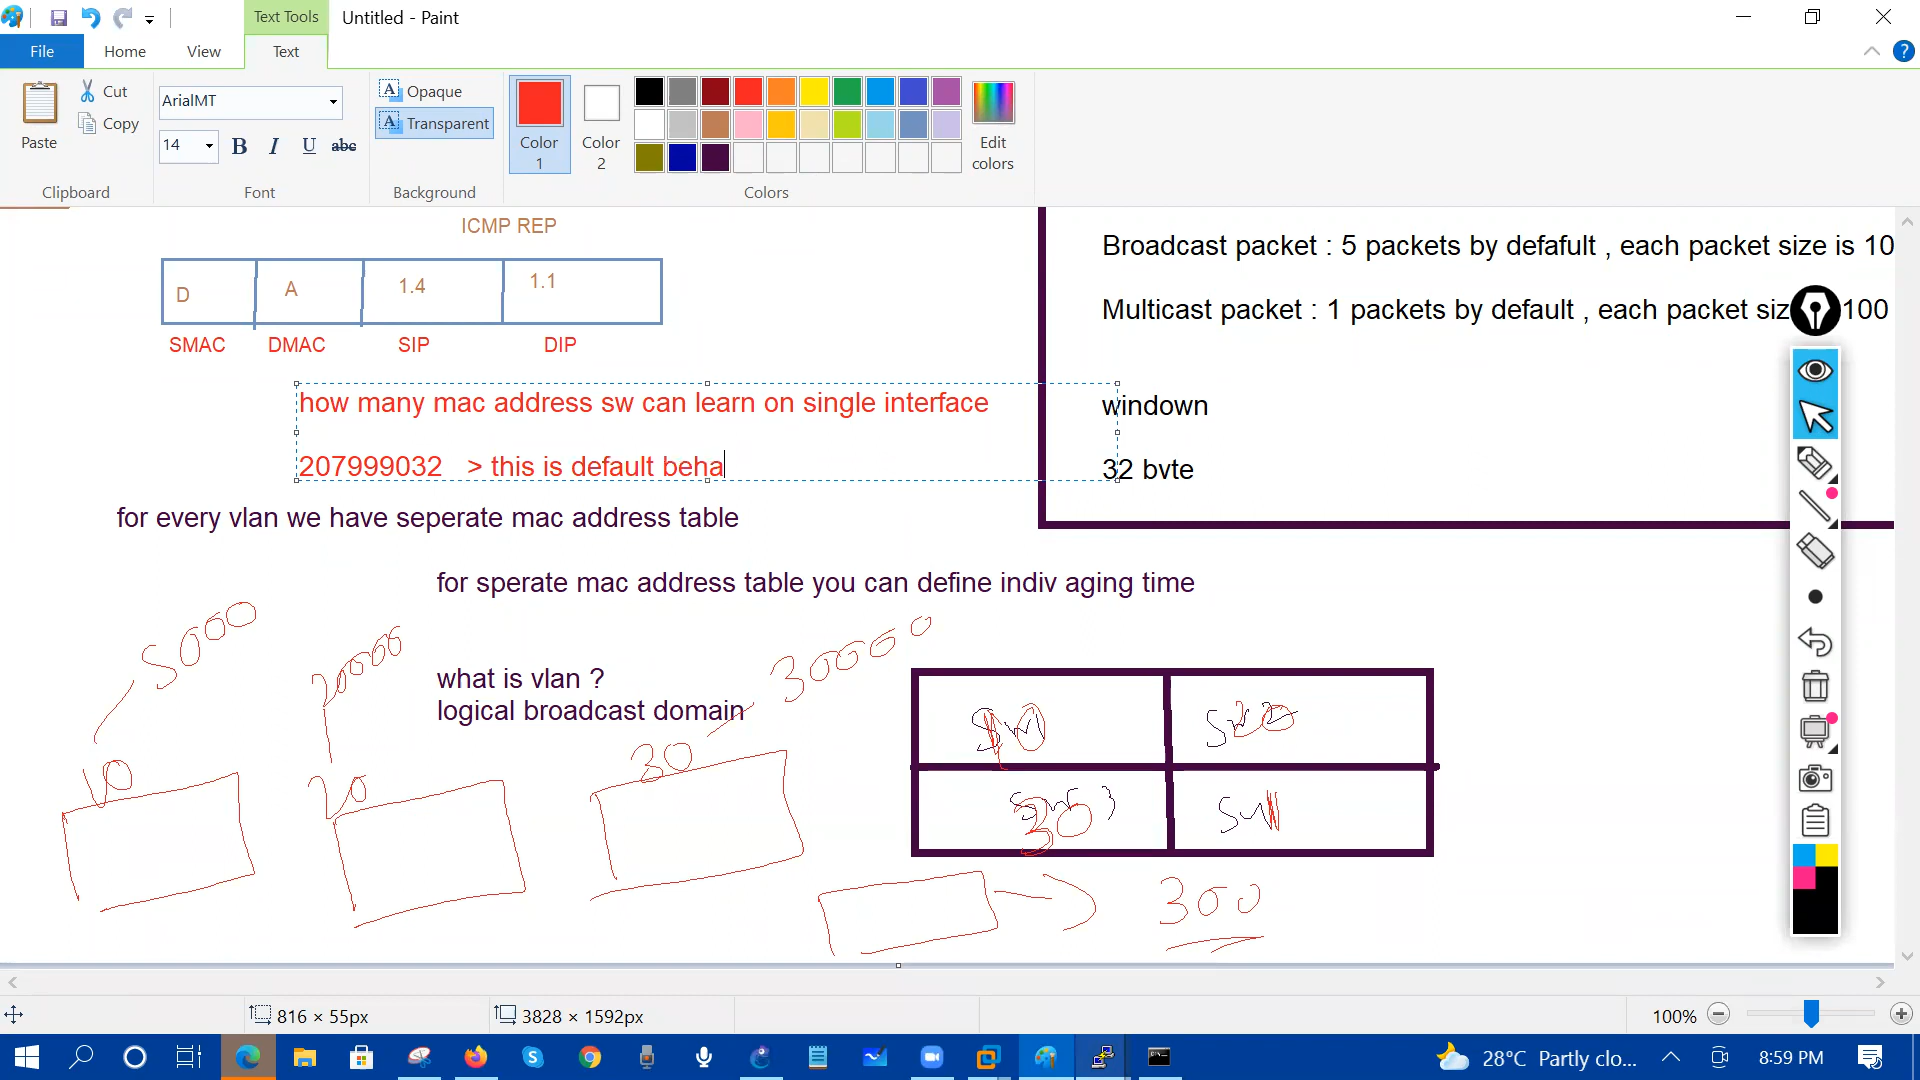 Text Tools
Untitled - Paint
File
Home
View
Text
Cut
Copy
Paste
Clipboard
ArialMT
14
B I U abc
Font
A Opaque
A Transparent
Background
Color 1
Color 2
Edit colors
Colors
ICMP REP
D A 1.4 1.1
SMAC DMAC SIP DIP
Broadcast packet : 5 packets by defafult , each packet size is 10
Multicast packet : 1 packets by default , each packet siz 100
how many mac address sw can learn on single interface
windown
207999032 > this is default beha
32 bvte
for every vlan we have seperate mac address table
for sperate mac address table you can define indiv aging time
5000
20000
30000
what is vlan ?
logical broadcast domain
10
20
30
30
300
816 × 55px
3828 × 1592px
100%
28°C Partly clo...
8:59 PM